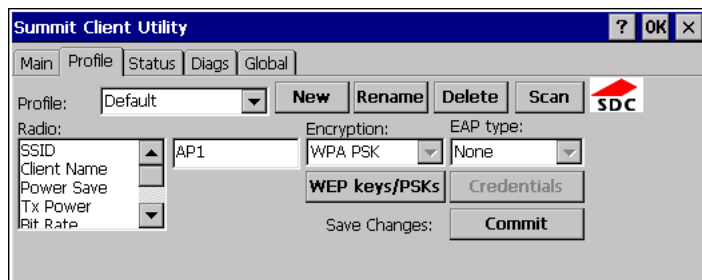 Summit Client Utility ? OK ×
Main Profile Status Diags Global
Profile: Default New Rename Delete Scan SDC
Radio: Encryption: EAP type:
SSID AP1 WPA PSK None
Client Name
Power Save WEP keys/PSKs Credentials
Tx Power
Bit Rate Save Changes: Commit